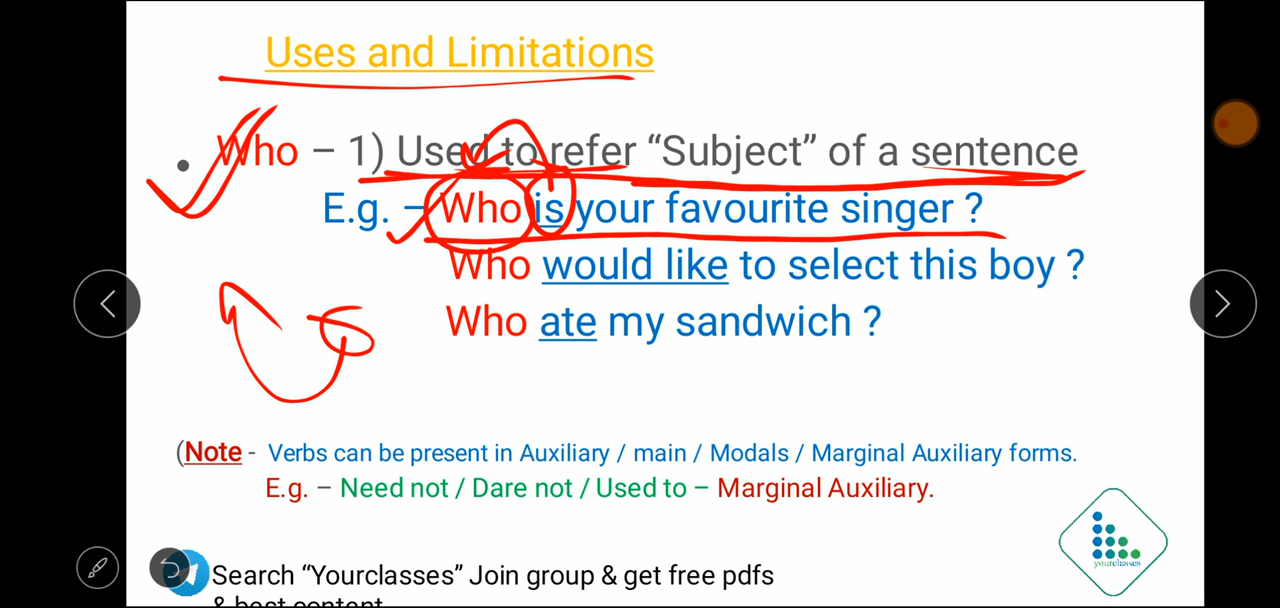 Uses and Limitations
• Who – 1) Used to refer “Subject” of a sentence
E.g. – Who is your favourite singer ?
Who would like to select this boy ?
Who ate my sandwich ?
(Note - Verbs can be present in Auxiliary / main / Modals / Marginal Auxiliary forms.
E.g. – Need not / Dare not / Used to – Marginal Auxiliary.
yourclasses
Search “Yourclasses” Join group & get free pdfs
& best content